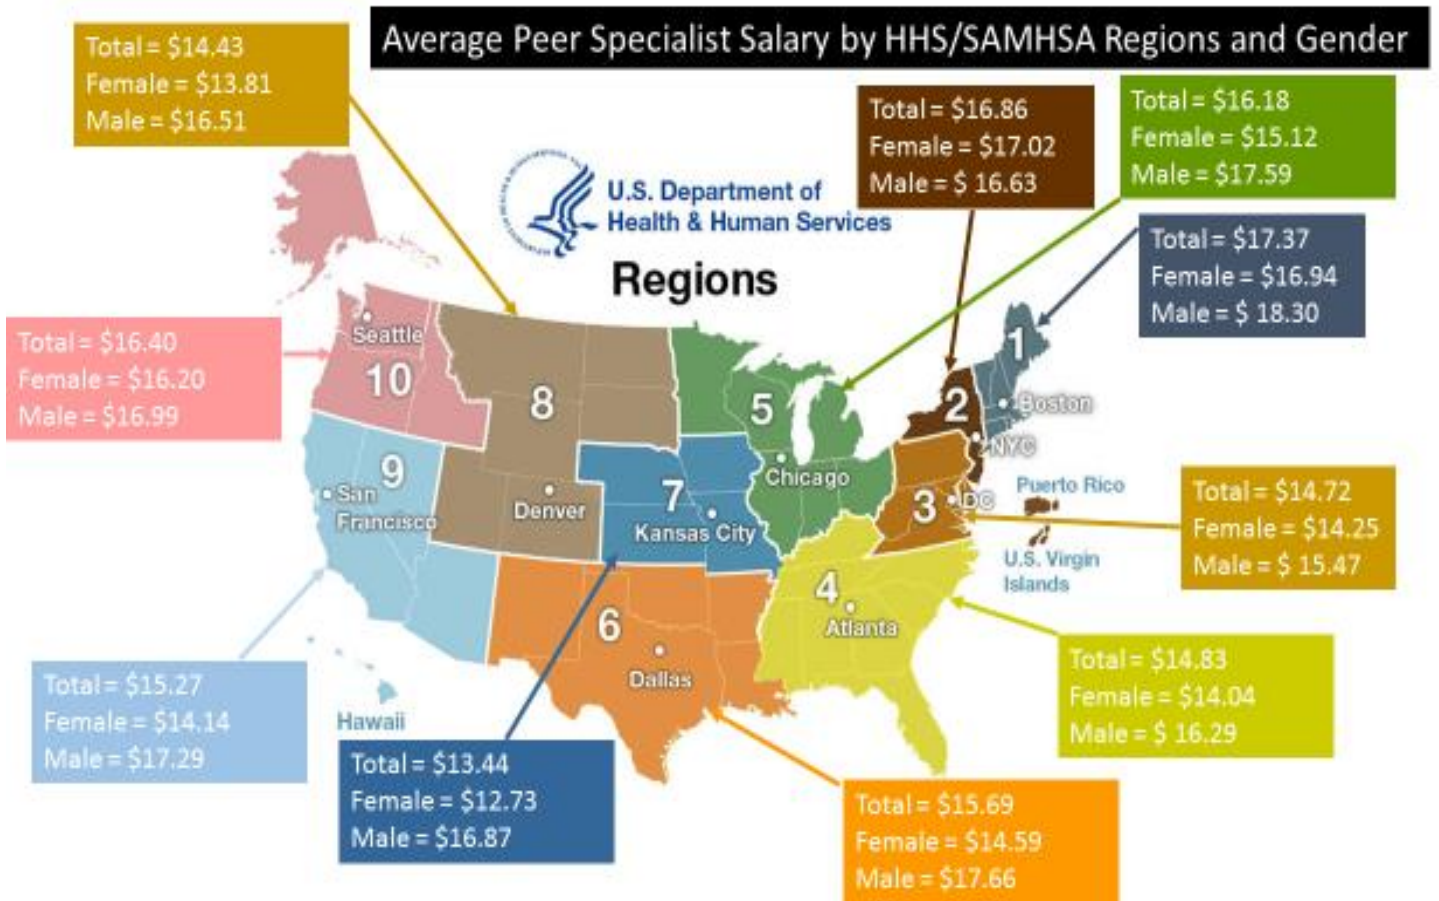 Average Peer Specialist Salary by HHS/SAMHSA Regions and Gender
Total = $14.43
Female = $13.81
Male = $16.51
Total = $16.86
Female = $17.02
Male = $ 16.63
Total = $16.18
Female = $15.12
Male = $17.59
U.S. Department of
Health & Human Services
Regions
Total = $17.37
Female = $16.94
Male = $ 18.30
Total = $16.40
Female = $16.20
Male = $16.99
Seattle
10
8
5
2
1
Boston
NYC
Chicago
9
San
Francisco
Denver
7
Kansas City
3
DC
Puerto Rico
U.S. Virgin
Islands
Total = $14.72
Female = $14.25
Male = $ 15.47
4
Atlanta
6
Dallas
Total = $14.83
Female = $14.04
Male = $ 16.29
Total = $15.27
Female = $14.14
Male = $17.29
Hawaii
Total = $13.44
Female = $12.73
Male = $16.87
Total = $15.69
Female = $14.59
Male = $17.66